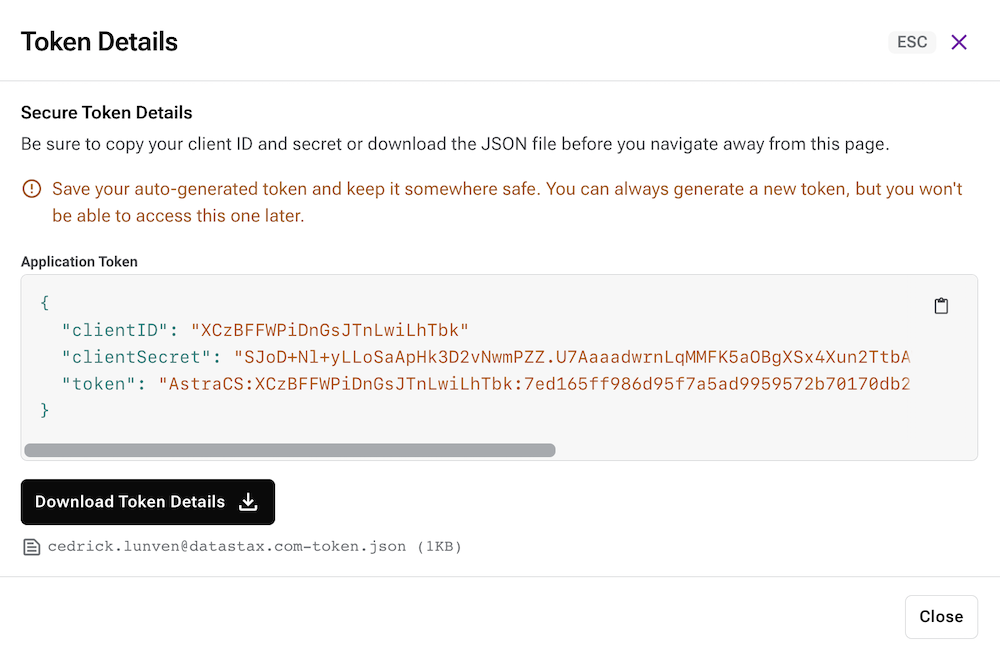 Token Details
ESC
Secure Token Details
Be sure to copy your client ID and secret or download the JSON file before you navigate away from this page.
Save your auto-generated token and keep it somewhere safe. You can always generate a new token, but you won't
be able to access this one later.
Application Token
{
"clientID": "XCzBFFWPiDnGsJTnLwiLhTbk"
"clientSecret": "SJoD+Nl+yLLoSaApHk3D2vNwmPZZ.U7AaaadwrnLqMMFK5aOBgXSx4Xun2TtbA
"token": "AstraCS:XCzBFFWPiDnGsJTnLwiLhTbk:7ed165ff986d95f7a5ad9959572b70170db2
}
Download Token Details
cedrick.lunven@datastax.com-token.json (1KB)
Close